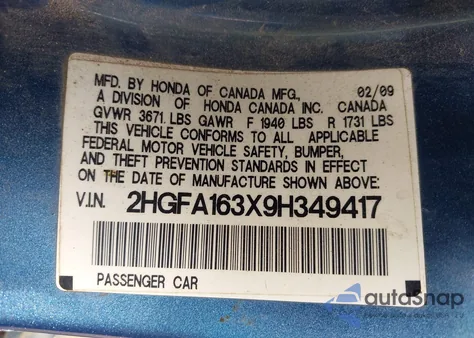 MFD. BY HONDA OF CANADA MFG., 02/09
A DIVISION OF HONDA CANADA INC. CANADA
GVWR 3671 LBS GAWR F 1940 LBS R 1731 LBS
THIS VEHICLE CONFORMS TO ALL APPLICABLE
FEDERAL MOTOR VEHICLE SAFETY, BUMPER,
AND THEFT PREVENTION STANDARDS IN EFFECT
ON THE DATE OF MANUFACTURE SHOWN ABOVE:
V.I.N. 2HGFA163X9H349417
PASSENGER CAR
autosnap